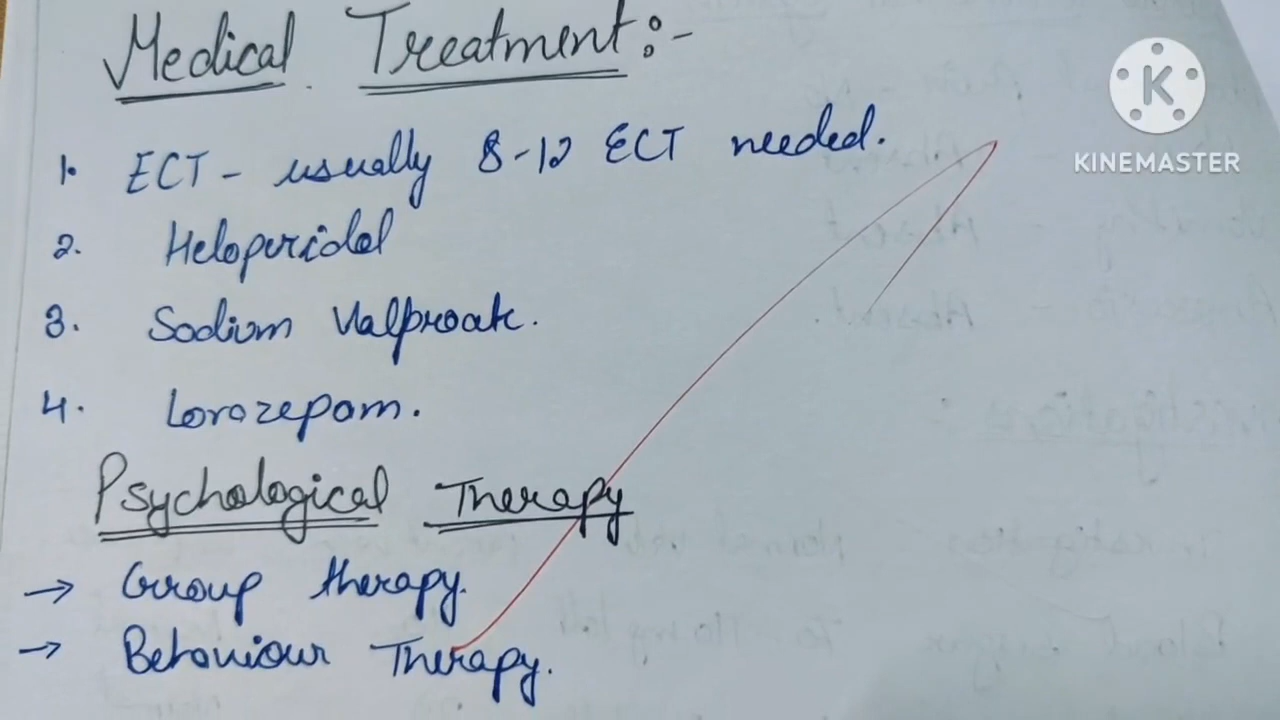 Medical Treatment :-
K
KINEMASTER
1. ECT - usually 8-12 ECT needed.
2. Heloperidol
3. Sodium Valproate.
4. Lorazepam.
Psychological Therapy
→ Group therapy.
→ Behaviour Therapy.